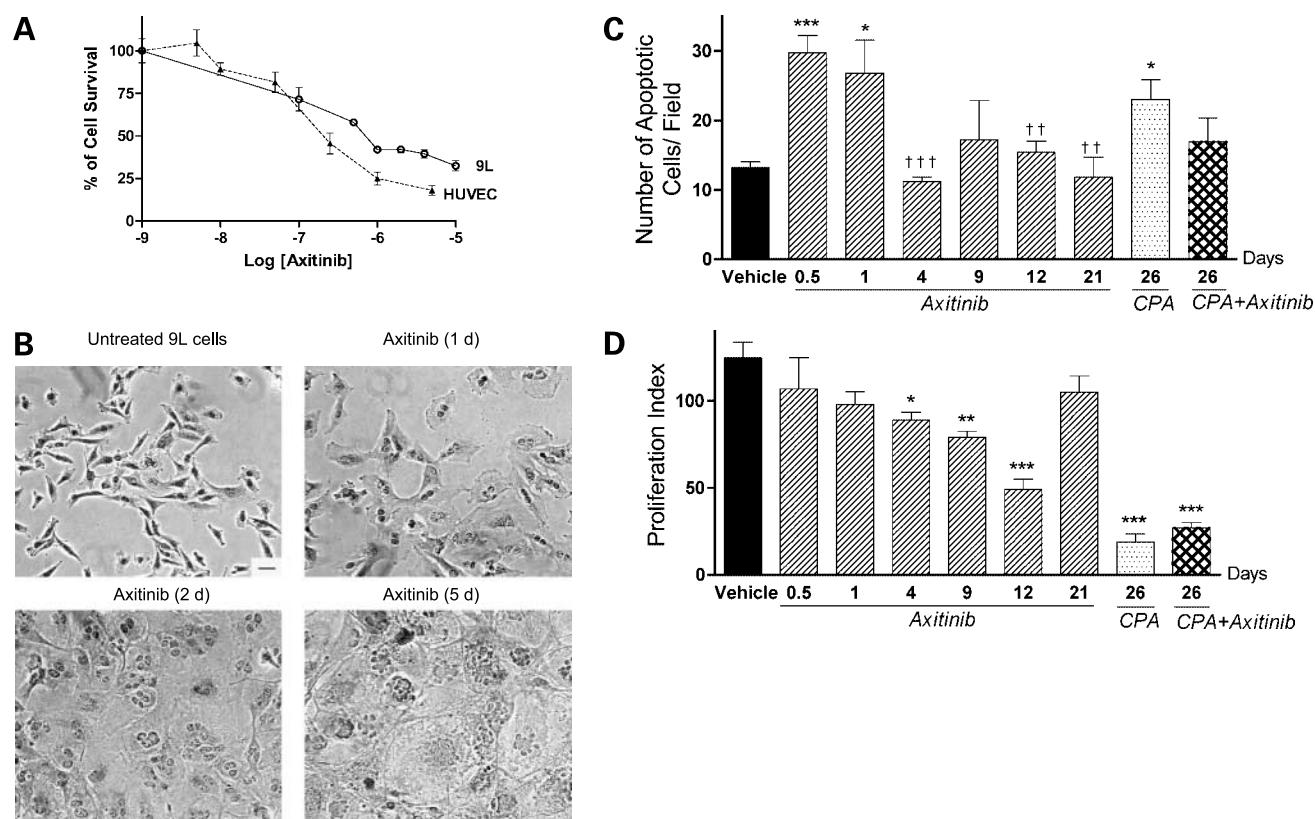 A
% of Cell Survival
100
75
50
25
0
-9 -8 -7 -6 -5
Log [Axitinib]
9L
HUVEC
B
Untreated 9L cells
Axitinib (1 d)
Axitinib (2 d)
Axitinib (5 d)
C
Number of Apoptotic
Cells/ Field
30
20
10
0
***
*
†††
††
††
*
Vehicle 0.5 1 4 9 12 21 26 26 Days
Axitinib CPA CPA+Axitinib
D
Proliferation Index
100
50
0
*
**
***
***
***
Vehicle 0.5 1 4 9 12 21 26 26 Days
Axitinib CPA CPA+Axitinib